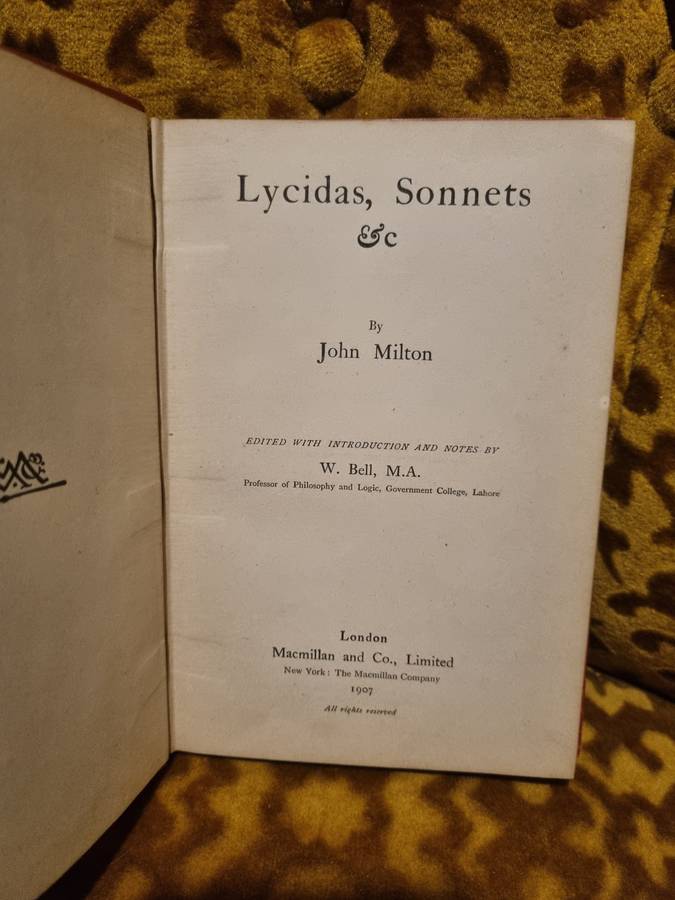 Lycidas, Sonnets
&c
By
John Milton
EDITED WITH INTRODUCTION AND NOTES BY
W. Bell, M.A.
Professor of Philosophy and Logic, Government College, Lahore
London
Macmillan and Co., Limited
New York: The Macmillan Company
1907
All rights reserved